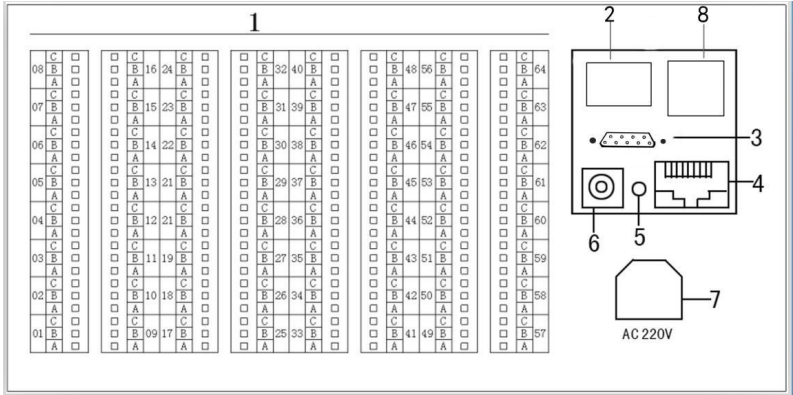 1
C C C C C C C C
08 B B 16 24 B B 32 40 B B 48 56 B B 64
A A A A A A A A
C C C C C C C C
07 B B 15 23 B B 31 39 B B 47 55 B B 63
A A A A A A A A
C C C C C C C C
06 B B 14 22 B B 30 38 B B 46 54 B B 62
A A A A A A A A
C C C C C C C C
05 B B 13 21 B B 29 37 B B 45 53 B B 61
A A A A A A A A
C C C C C C C C
04 B B 12 21 B B 28 36 B B 44 52 B B 60
A A A A A A A A
C C C C C C C C
03 B B 11 19 B B 27 35 B B 43 51 B B 59
A A A A A A A A
C C C C C C C C
02 B B 10 18 B B 26 34 B B 42 50 B B 58
A A A A A A A A
C C C C C C C C
01 B B 09 17 B B 25 33 B B 41 49 B B 57
A A A A A A A A
2 8
3
4
6 5
7
AC 220V